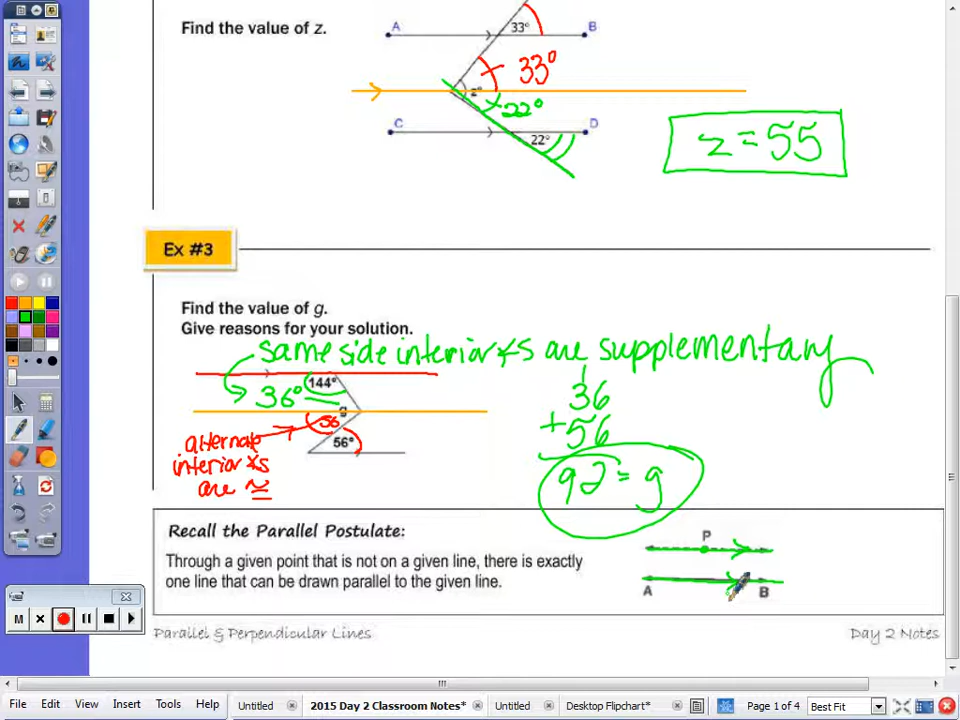 Find the value of z.
A
33°
B
33°
z°
22°
C
22°
D
z = 55
Ex #3
Find the value of g.
Give reasons for your solution.
same side interior ∡s are supplementary
144°
36°
36
g
56
+56
alternate
56°
interior ∡s
92 = g
are ≅
Recall the Parallel Postulate:
P
Through a given point that is not on a given line, there is exactly
one line that can be drawn parallel to the given line.
A
B
M
Parallel & Perpendicular Lines
Day 2 Notes
File Edit View Insert Tools Help Untitled 2015 Day 2 Classroom Notes* Untitled Desktop Flipchart* Page 1 of 4 Best Fit